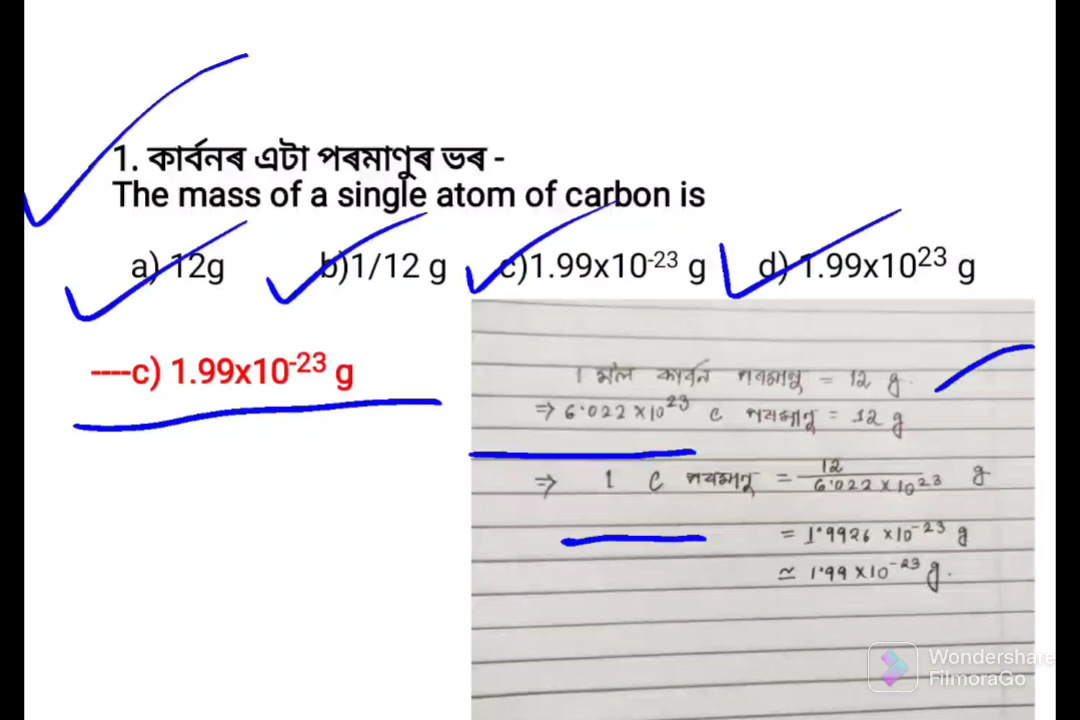 1. কাৰ্বনৰ এটা পৰমাণুৰ ভৰ -
The mass of a single atom of carbon is
a) 12g b)1/12 g c)1.99x10⁻²³ g d) 1.99x10²³ g
----c) 1.99x10⁻²³ g
1 ম'ল কাৰ্বন পৰমাণু = 12 g.
⇒ 6.022 × 10²³ C পৰমাণু = 12 g
⇒ 1 C পৰমাণু = 12 / 6.022 × 10²³ g
= 1.9926 × 10⁻²³ g
≃ 1.99 × 10⁻²³ g.
Wondershare
FilmoraGo